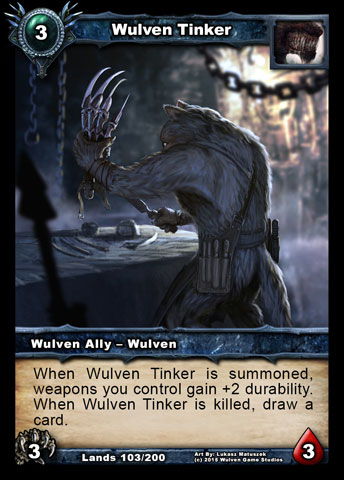 3
Wulven Tinker
Wulven Ally – Wulven
When Wulven Tinker is summoned,
weapons you control gain +2 durability.
When Wulven Tinker is killed, draw a
card.
3
Lands 103/200
Art By: Lukasz Matuszek
(c) 2015 Wulven Game Studios
3